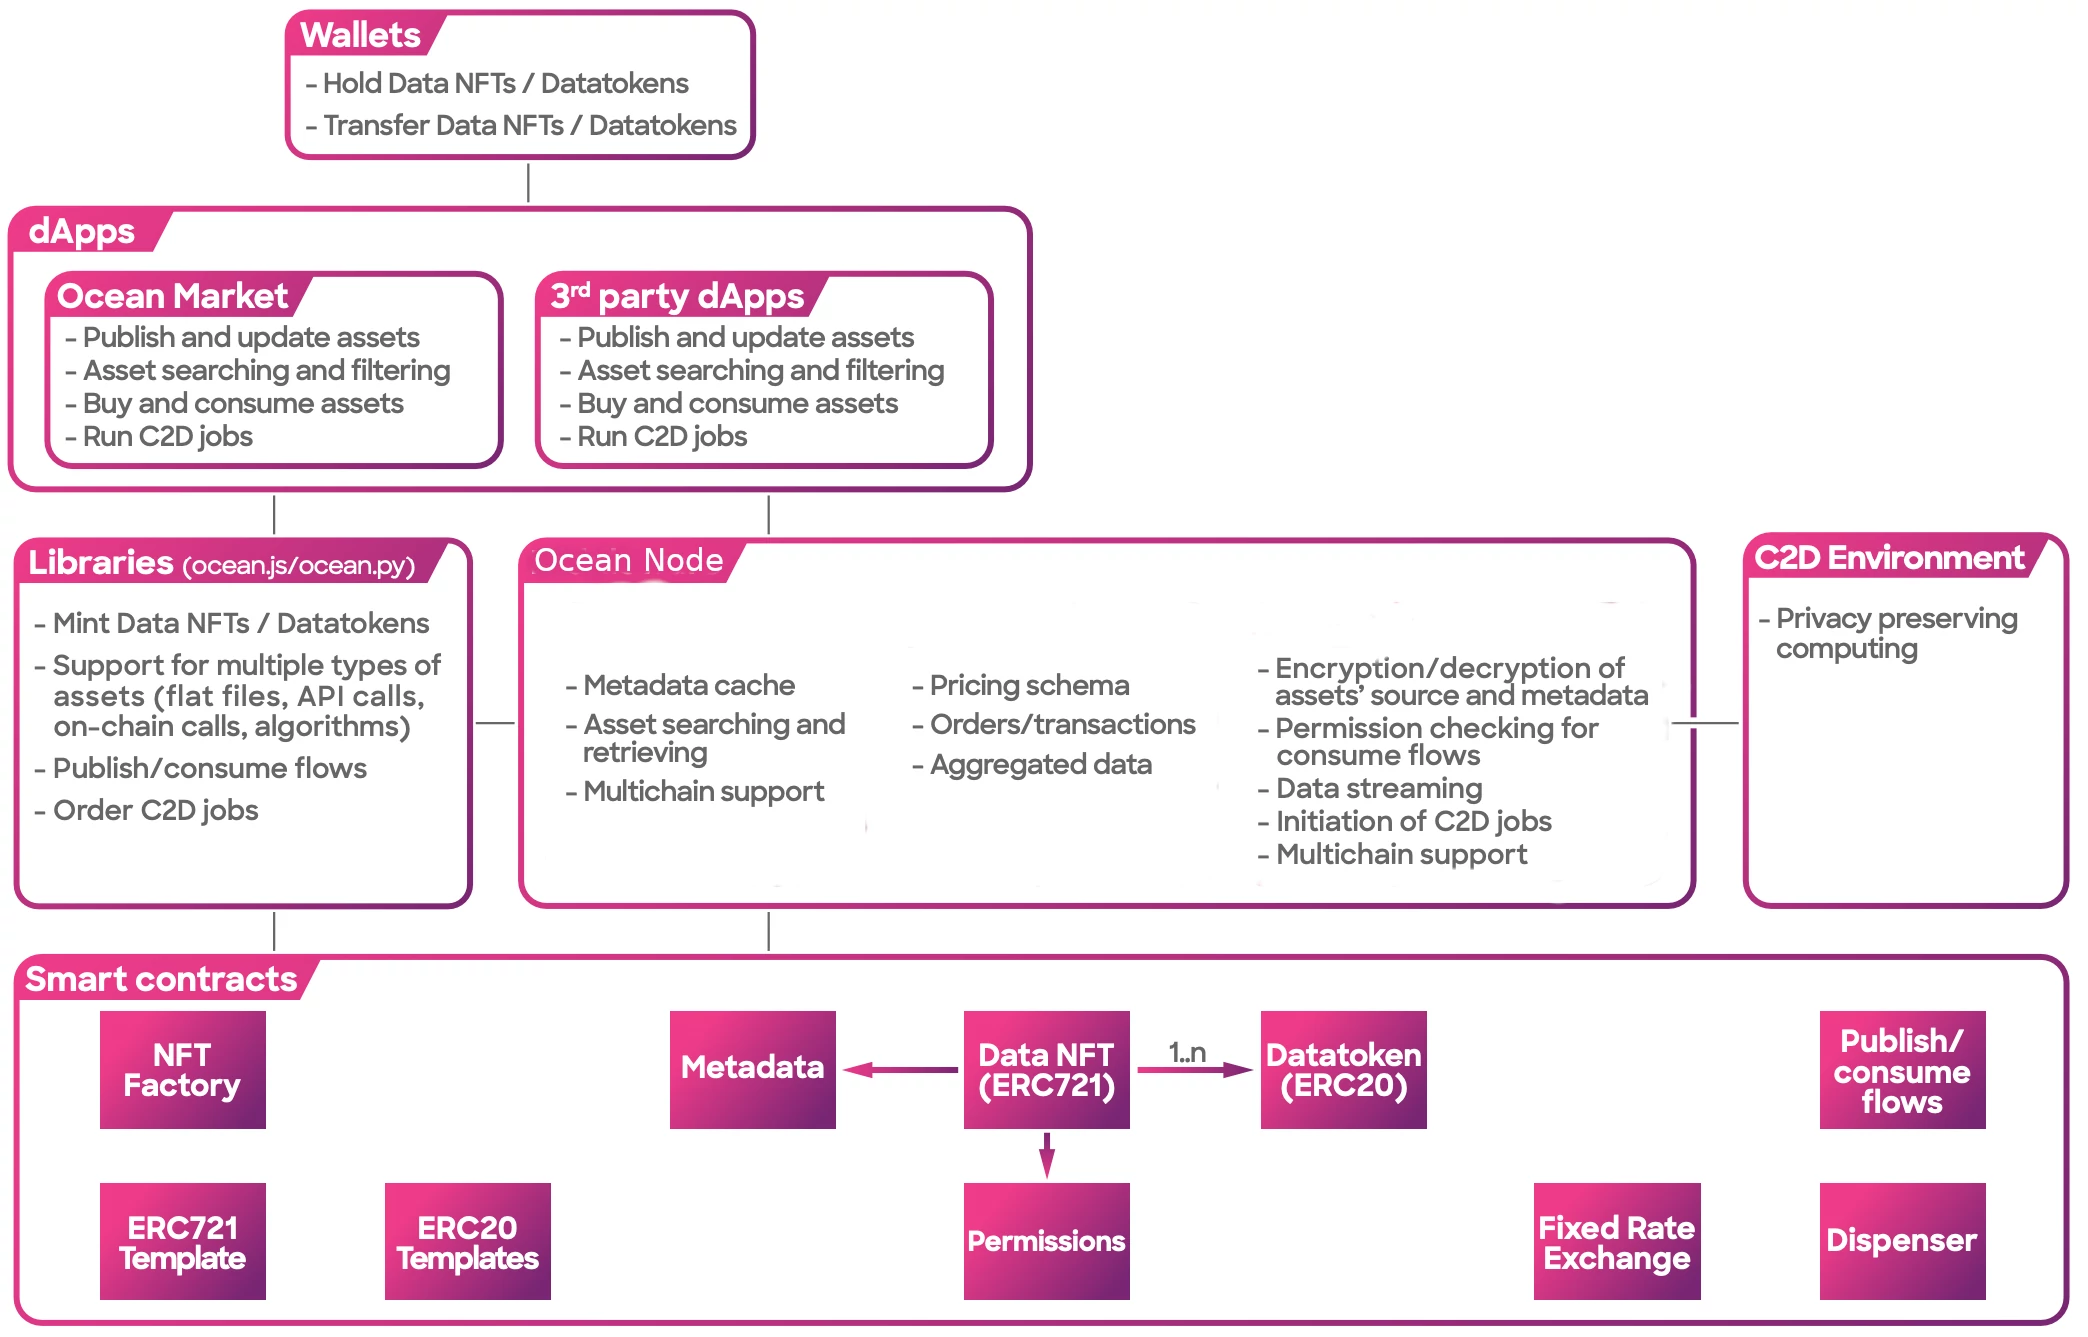 Wallets
- Hold Data NFTs / Datatokens
- Transfer Data NFTs / Datatokens
dApps
Ocean Market
- Publish and update assets
- Asset searching and filtering
- Buy and consume assets
- Run C2D jobs
3rd party dApps
- Publish and update assets
- Asset searching and filtering
- Buy and consume assets
- Run C2D jobs
Libraries (ocean.js/ocean.py)
- Mint Data NFTs / Datatokens
- Support for multiple types of
assets (flat files, API calls,
on-chain calls, algorithms)
- Publish/consume flows
- Order C2D jobs
Ocean Node
- Metadata cache
- Asset searching and
retrieving
- Multichain support
- Pricing schema
- Orders/transactions
- Aggregated data
- Encryption/decryption of
assets’ source and metadata
- Permission checking for
consume flows
- Data streaming
- Initiation of C2D jobs
- Multichain support
C2D Environment
- Privacy preserving
computing
Smart contracts
NFT
Factory
Metadata
Data NFT
(ERC721)
1..n
Datatoken
(ERC20)
Publish/
consume
flows
ERC721
Template
ERC20
Templates
Permissions
Fixed Rate
Exchange
Dispenser